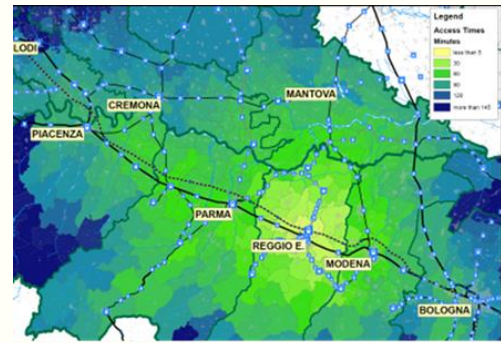 Legend
Access Times
Minutes
less than 5
30
60
90
120
more than 145
LODI
CREMONA
MANTOVA
PIACENZA
PARMA
REGGIO E.
MODENA
BOLOGNA